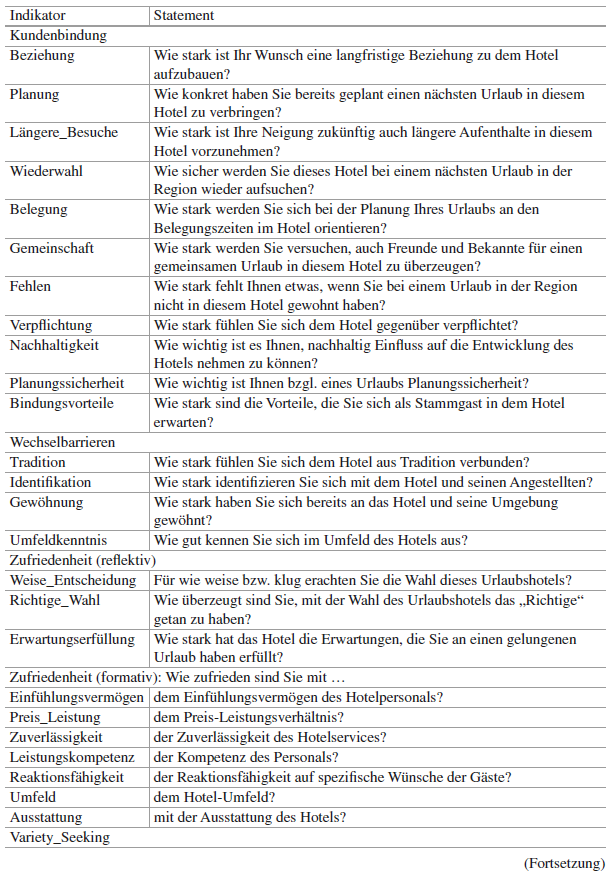 Indikator Statement
Kundenbindung
Beziehung Wie stark ist Ihr Wunsch eine langfristige Beziehung zu dem Hotel
aufzubauen?
Planung Wie konkret haben Sie bereits geplant einen nächsten Urlaub in diesem
Hotel zu verbringen?
Längere_Besuche Wie stark ist Ihre Neigung zukünftig auch längere Aufenthalte in diesem
Hotel vorzunehmen?
Wiederwahl Wie sicher werden Sie dieses Hotel bei einem nächsten Urlaub in der
Region wieder aufsuchen?
Belegung Wie stark werden Sie sich bei der Planung Ihres Urlaubs an den
Belegungszeiten im Hotel orientieren?
Gemeinschaft Wie stark werden Sie versuchen, auch Freunde und Bekannte für einen
gemeinsamen Urlaub in diesem Hotel zu überzeugen?
Fehlen Wie stark fehlt Ihnen etwas, wenn Sie bei einem Urlaub in der Region
nicht in diesem Hotel gewohnt haben?
Verpflichtung Wie stark fühlen Sie sich dem Hotel gegenüber verpflichtet?
Nachhaltigkeit Wie wichtig ist es Ihnen, nachhaltig Einfluss auf die Entwicklung des
Hotels nehmen zu können?
Planungssicherheit Wie wichtig ist Ihnen bzgl. eines Urlaubs Planungssicherheit?
Bindungsvorteile Wie stark sind die Vorteile, die Sie sich als Stammgast in dem Hotel
erwarten?
Wechselbarrieren
Tradition Wie stark fühlen Sie sich dem Hotel aus Tradition verbunden?
Identifikation Wie stark identifizieren Sie sich mit dem Hotel und seinen Angestellten?
Gewöhnung Wie stark haben Sie sich bereits an das Hotel und seine Umgebung
gewöhnt?
Umfeldkenntnis Wie gut kennen Sie sich im Umfeld des Hotels aus?
Zufriedenheit (reflektiv)
Weise_Entscheidung Für wie weise bzw. klug erachten Sie die Wahl dieses Urlaubshotels?
Richtige_Wahl Wie überzeugt sind Sie, mit der Wahl des Urlaubshotels das „Richtige“
getan zu haben?
Erwartungserfüllung Wie stark hat das Hotel die Erwartungen, die Sie an einen gelungenen
Urlaub haben erfüllt?
Zufriedenheit (formativ): Wie zufrieden sind Sie mit …
Einfühlungsvermögen dem Einfühlungsvermögen des Hotelpersonals?
Preis_Leistung dem Preis-Leistungsverhältnis?
Zuverlässigkeit der Zuverlässigkeit des Hotelservices?
Leistungskompetenz der Kompetenz des Personals?
Reaktionsfähigkeit der Reaktionsfähigkeit auf spezifische Wünsche der Gäste?
Umfeld dem Hotel-Umfeld?
Ausstattung mit der Ausstattung des Hotels?
Variety_Seeking
(Fortsetzung)